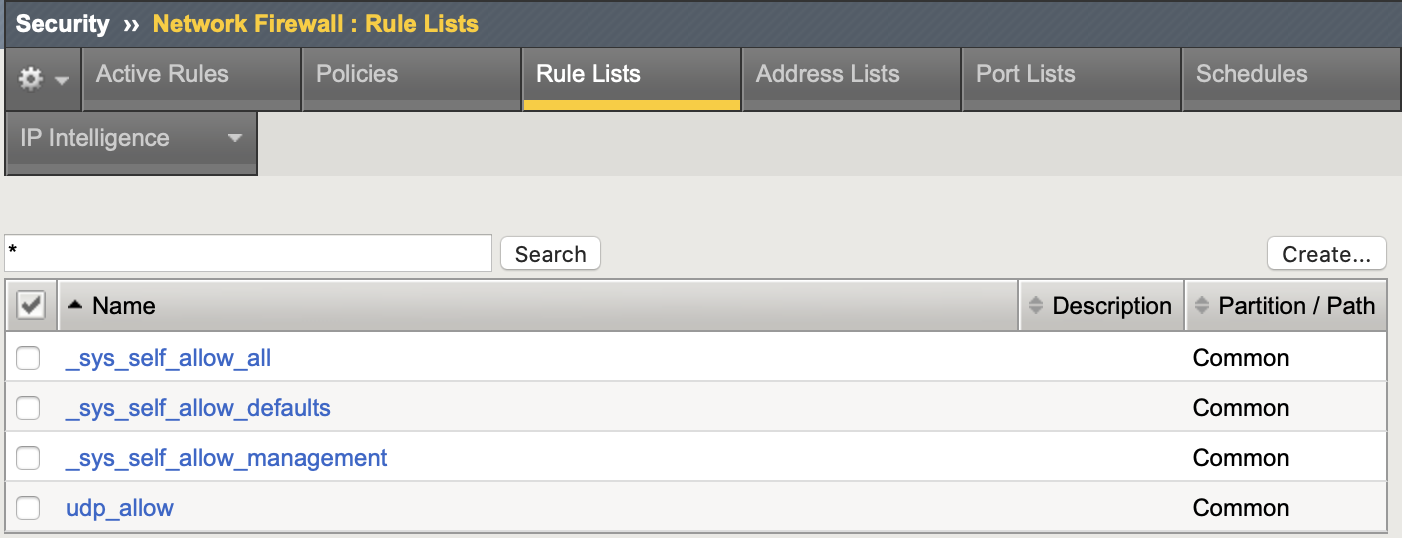 Security ›› Network Firewall : Rule Lists
Active Rules Policies Rule Lists Address Lists Port Lists Schedules
IP Intelligence
* Search Create...
Name Description Partition / Path
_sys_self_allow_all Common
_sys_self_allow_defaults Common
_sys_self_allow_management Common
udp_allow Common